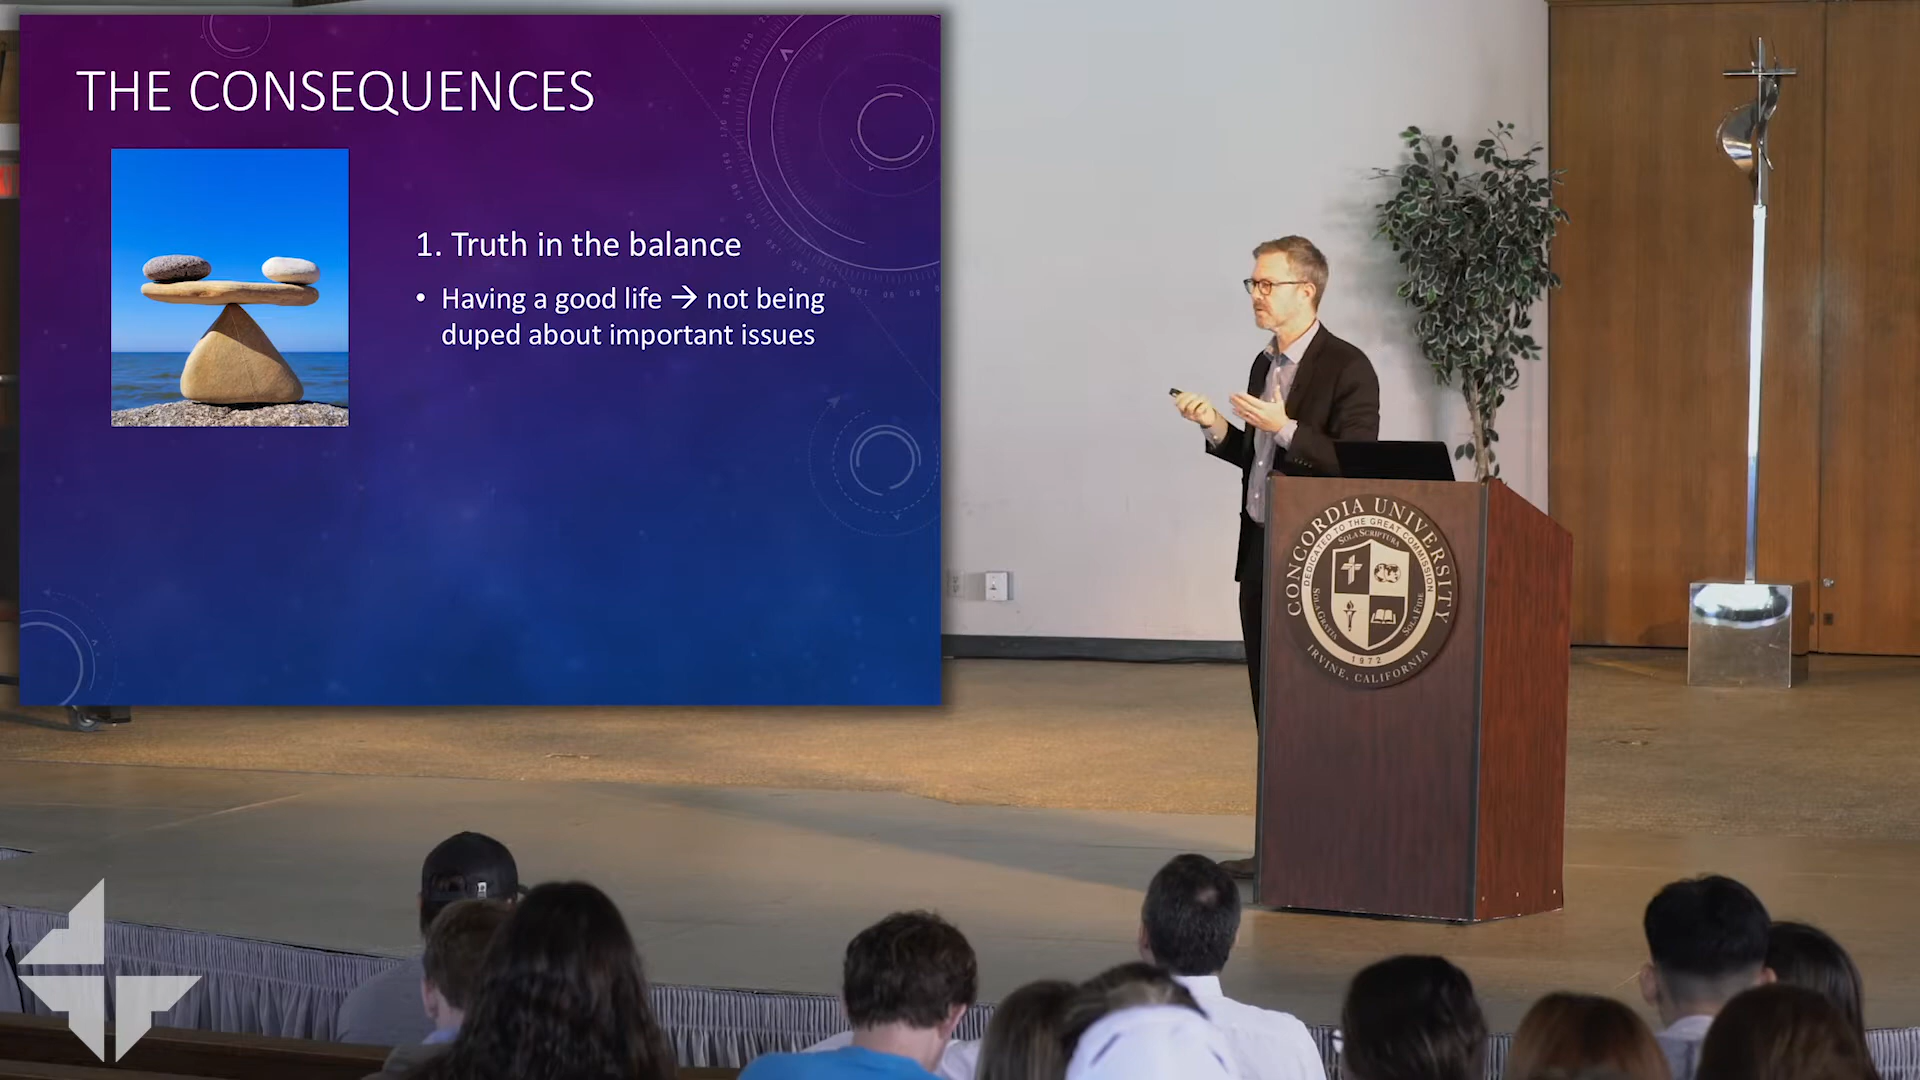 THE CONSEQUENCES
1. Truth in the balance
• Having a good life → not being
duped about important issues
CONCORDIA UNIVERSITY
DEDICATED TO THE GREAT COMMISSION
SOLA SCRIPTURA
SOLA GRATIA
SOLA FIDE
1972
IRVINE, CALIFORNIA